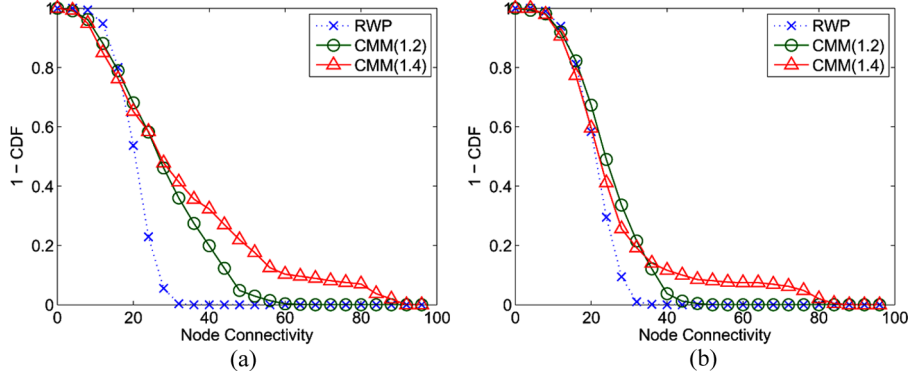 1
0.8
0.6
0.4
0.2
0
1 − CDF
0 20 40 60 80 100
Node Connectivity
RWP
CMM(1.2)
CMM(1.4)
(a)
1
0.8
0.6
0.4
0.2
0
1 − CDF
0 20 40 60 80 100
Node Connectivity
RWP
CMM(1.2)
CMM(1.4)
(b)